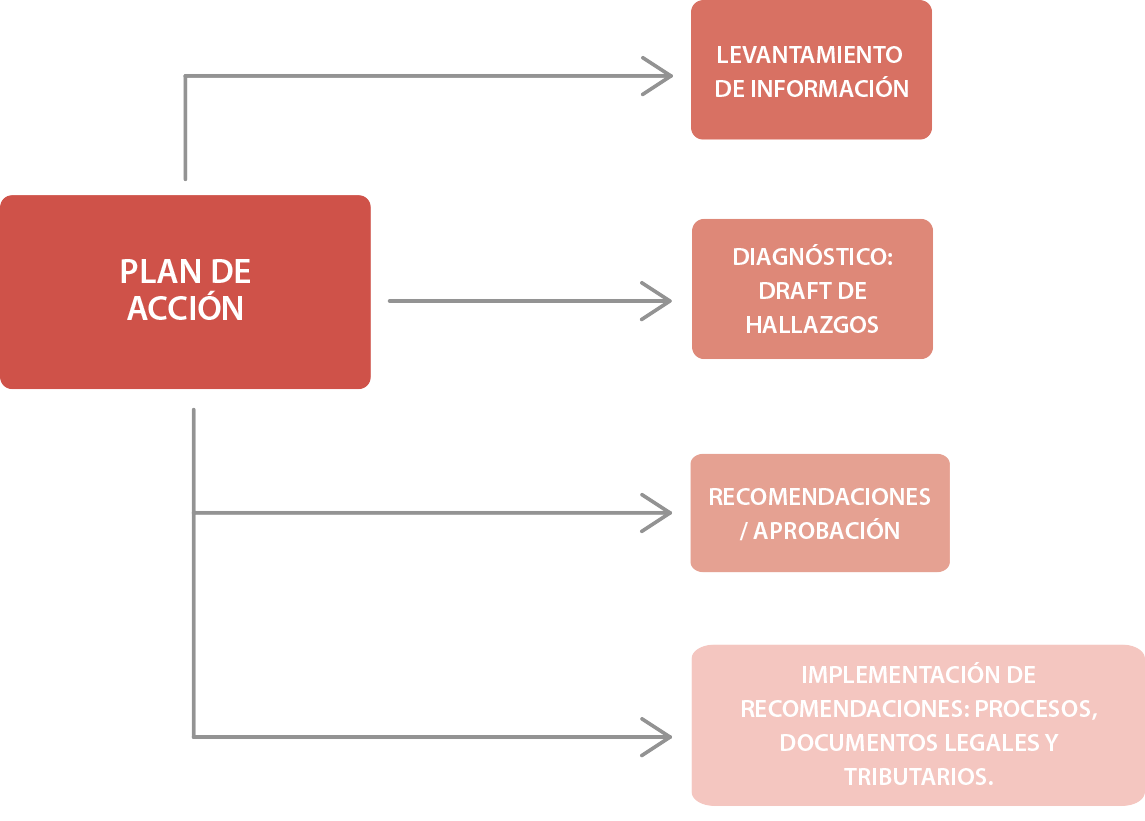 LEVANTAMIENTO
DE INFORMACIÓN
PLAN DE
ACCIÓN
DIAGNÓSTICO:
DRAFT DE
HALLAZGOS
RECOMENDACIONES
/ APROBACIÓN
IMPLEMENTACIÓN DE
RECOMENDACIONES: PROCESOS,
DOCUMENTOS LEGALES Y
TRIBUTARIOS.